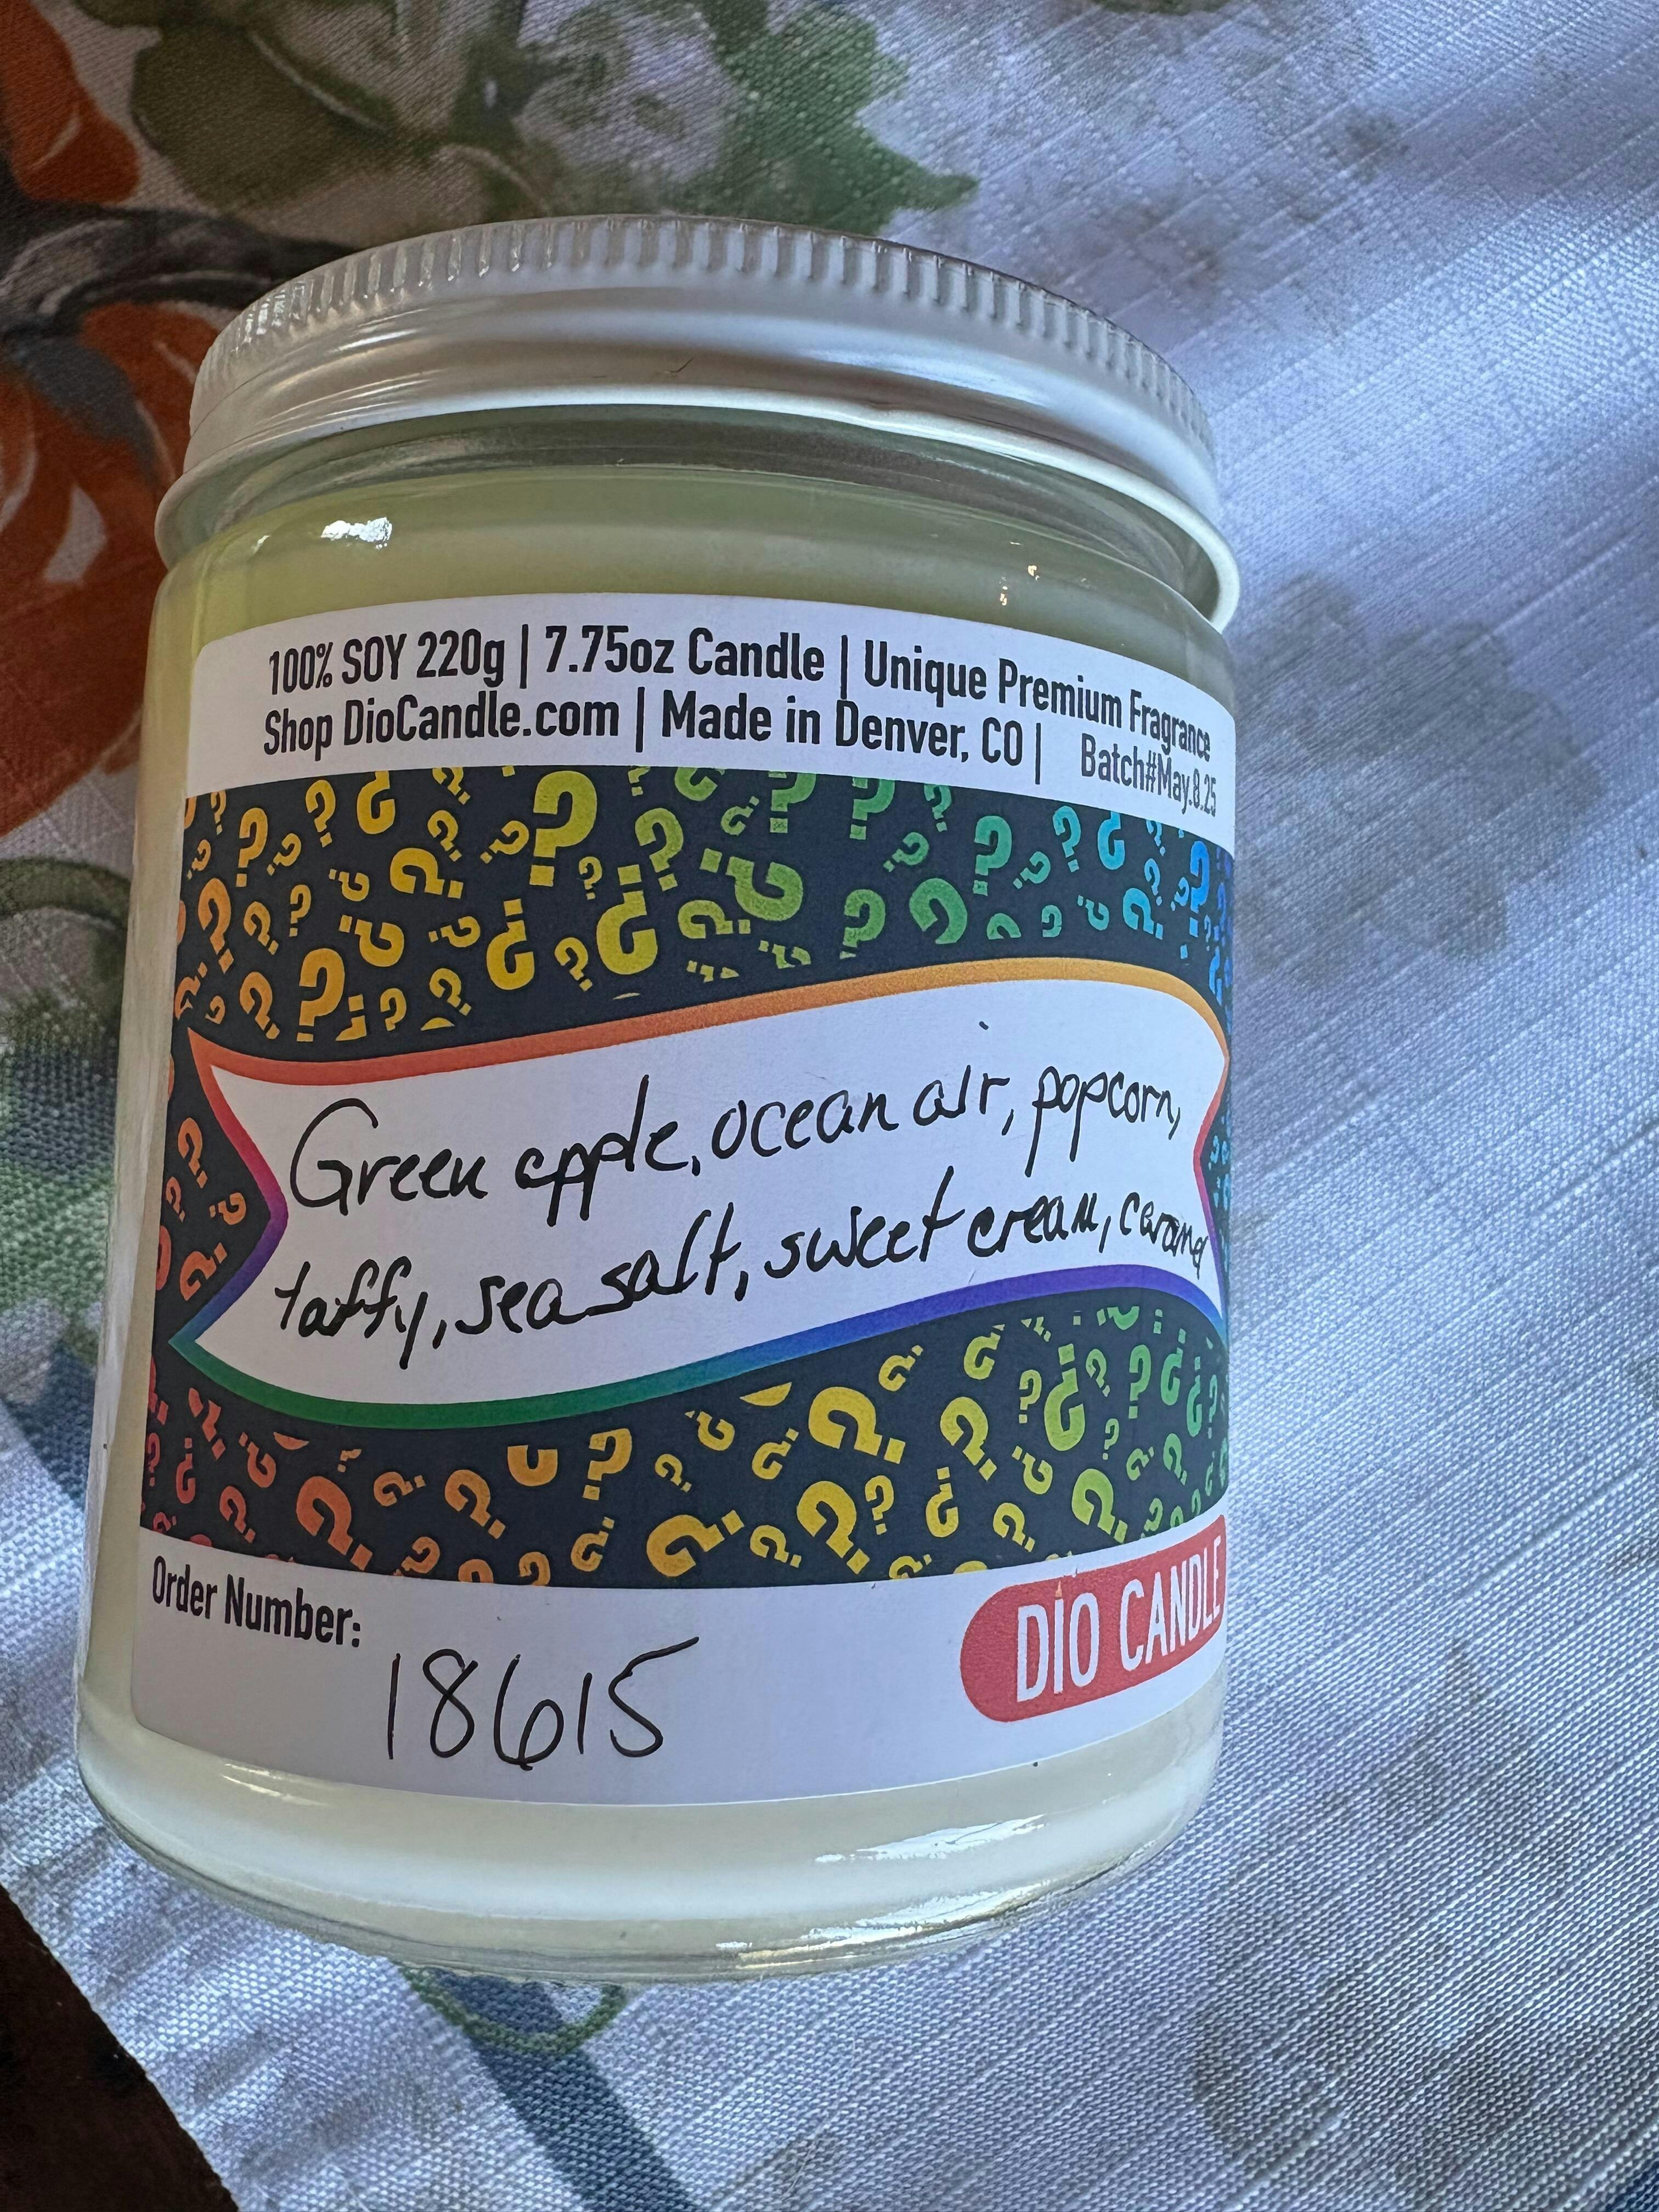 100% SOY 220g | 7.75oz Candle | Unique Premium Fragrance
Shop DioCandle.com | Made in Denver, CO | Batch#May.8.25
Green apple, ocean air, popcorn,
taffy, sea salt, sweet cream, caramel
Order Number:
18615
DIO CANDLE